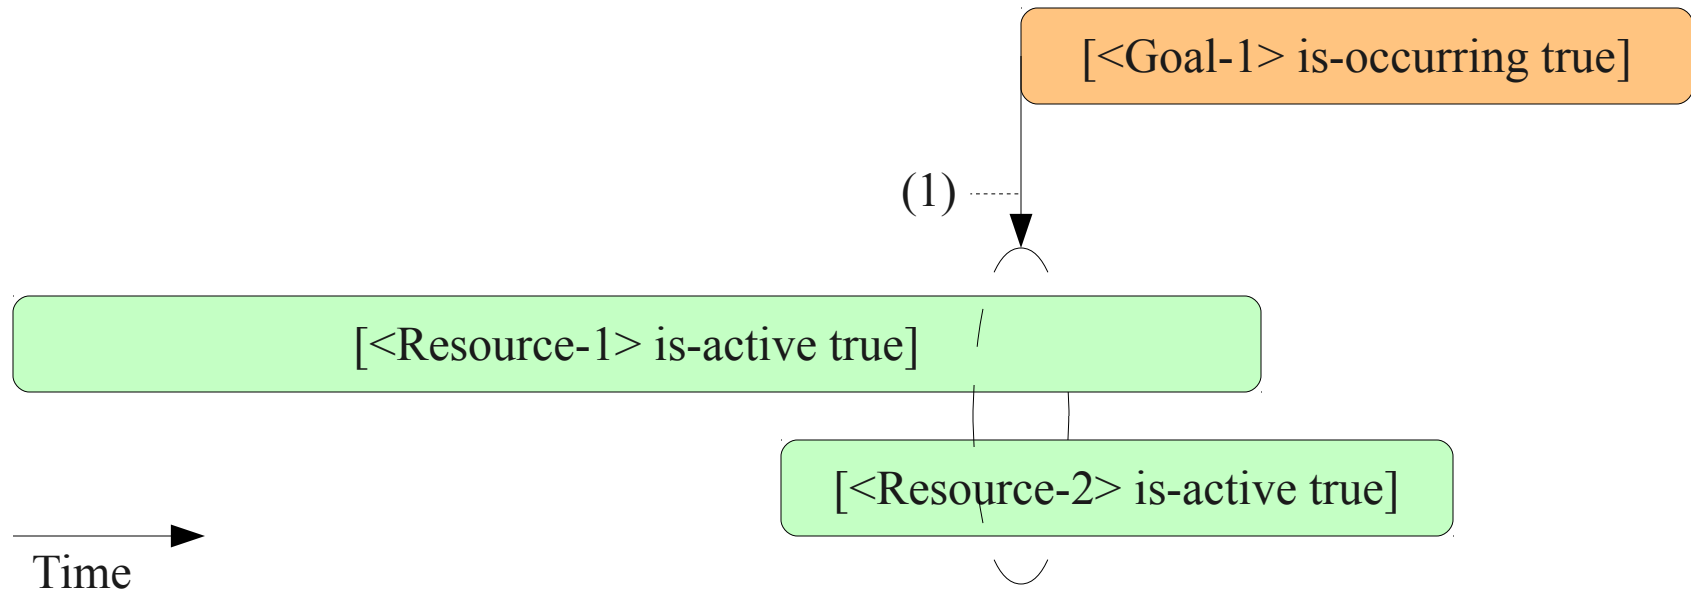 [<Goal-1> is-occurring true]
(1)
[<Resource-1> is-active true]
[<Resource-2> is-active true]
Time